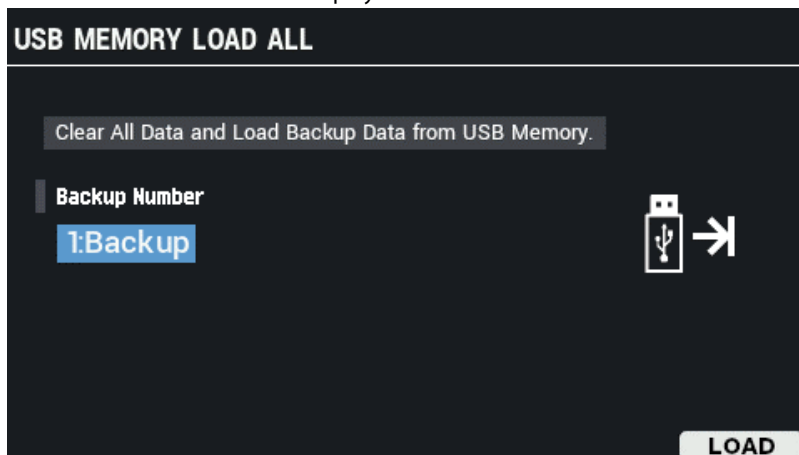 USB MEMORY LOAD ALL
Clear All Data and Load Backup Data from USB Memory.
Backup Number
1:Backup
LOAD